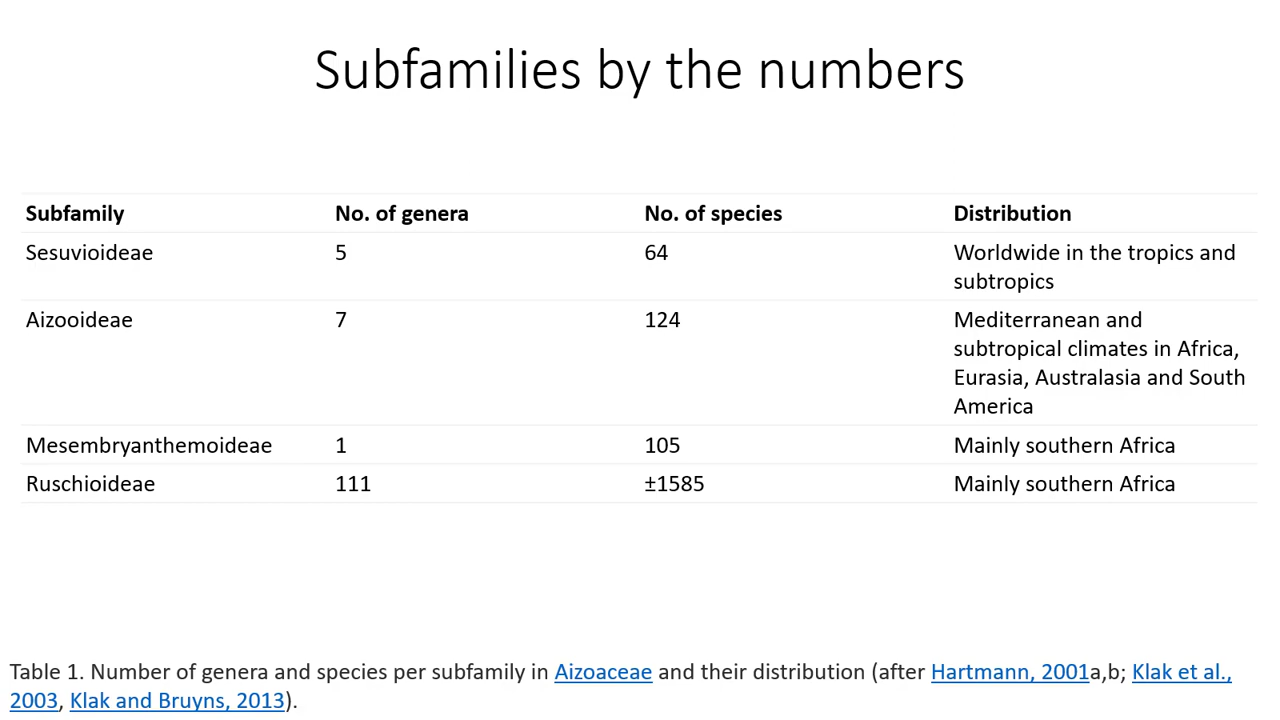 Subfamilies by the numbers
Subfamily No. of genera No. of species Distribution
Sesuvioideae 5 64 Worldwide in the tropics and
subtropics
Aizooideae 7 124 Mediterranean and
subtropical climates in Africa,
Eurasia, Australasia and South
America
Mesembryanthemoideae 1 105 Mainly southern Africa
Ruschioideae 111 ±1585 Mainly southern Africa
Table 1. Number of genera and species per subfamily in Aizoaceae and their distribution (after Hartmann, 2001a,b; Klak et al.,
2003, Klak and Bruyns, 2013).